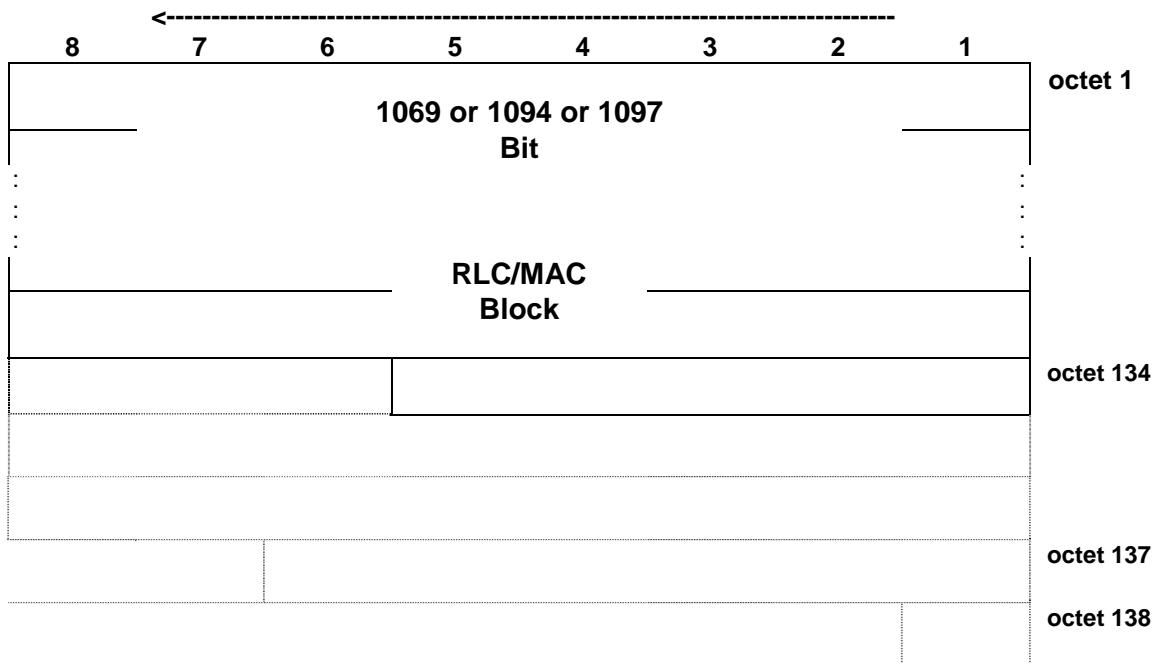 <--------------------------------------------------------------------------------
8 7 6 5 4 3 2 1
octet 1
1069 or 1094 or 1097
Bit
: :
: :
: :
RLC/MAC
Block
octet 134
octet 137
octet 138